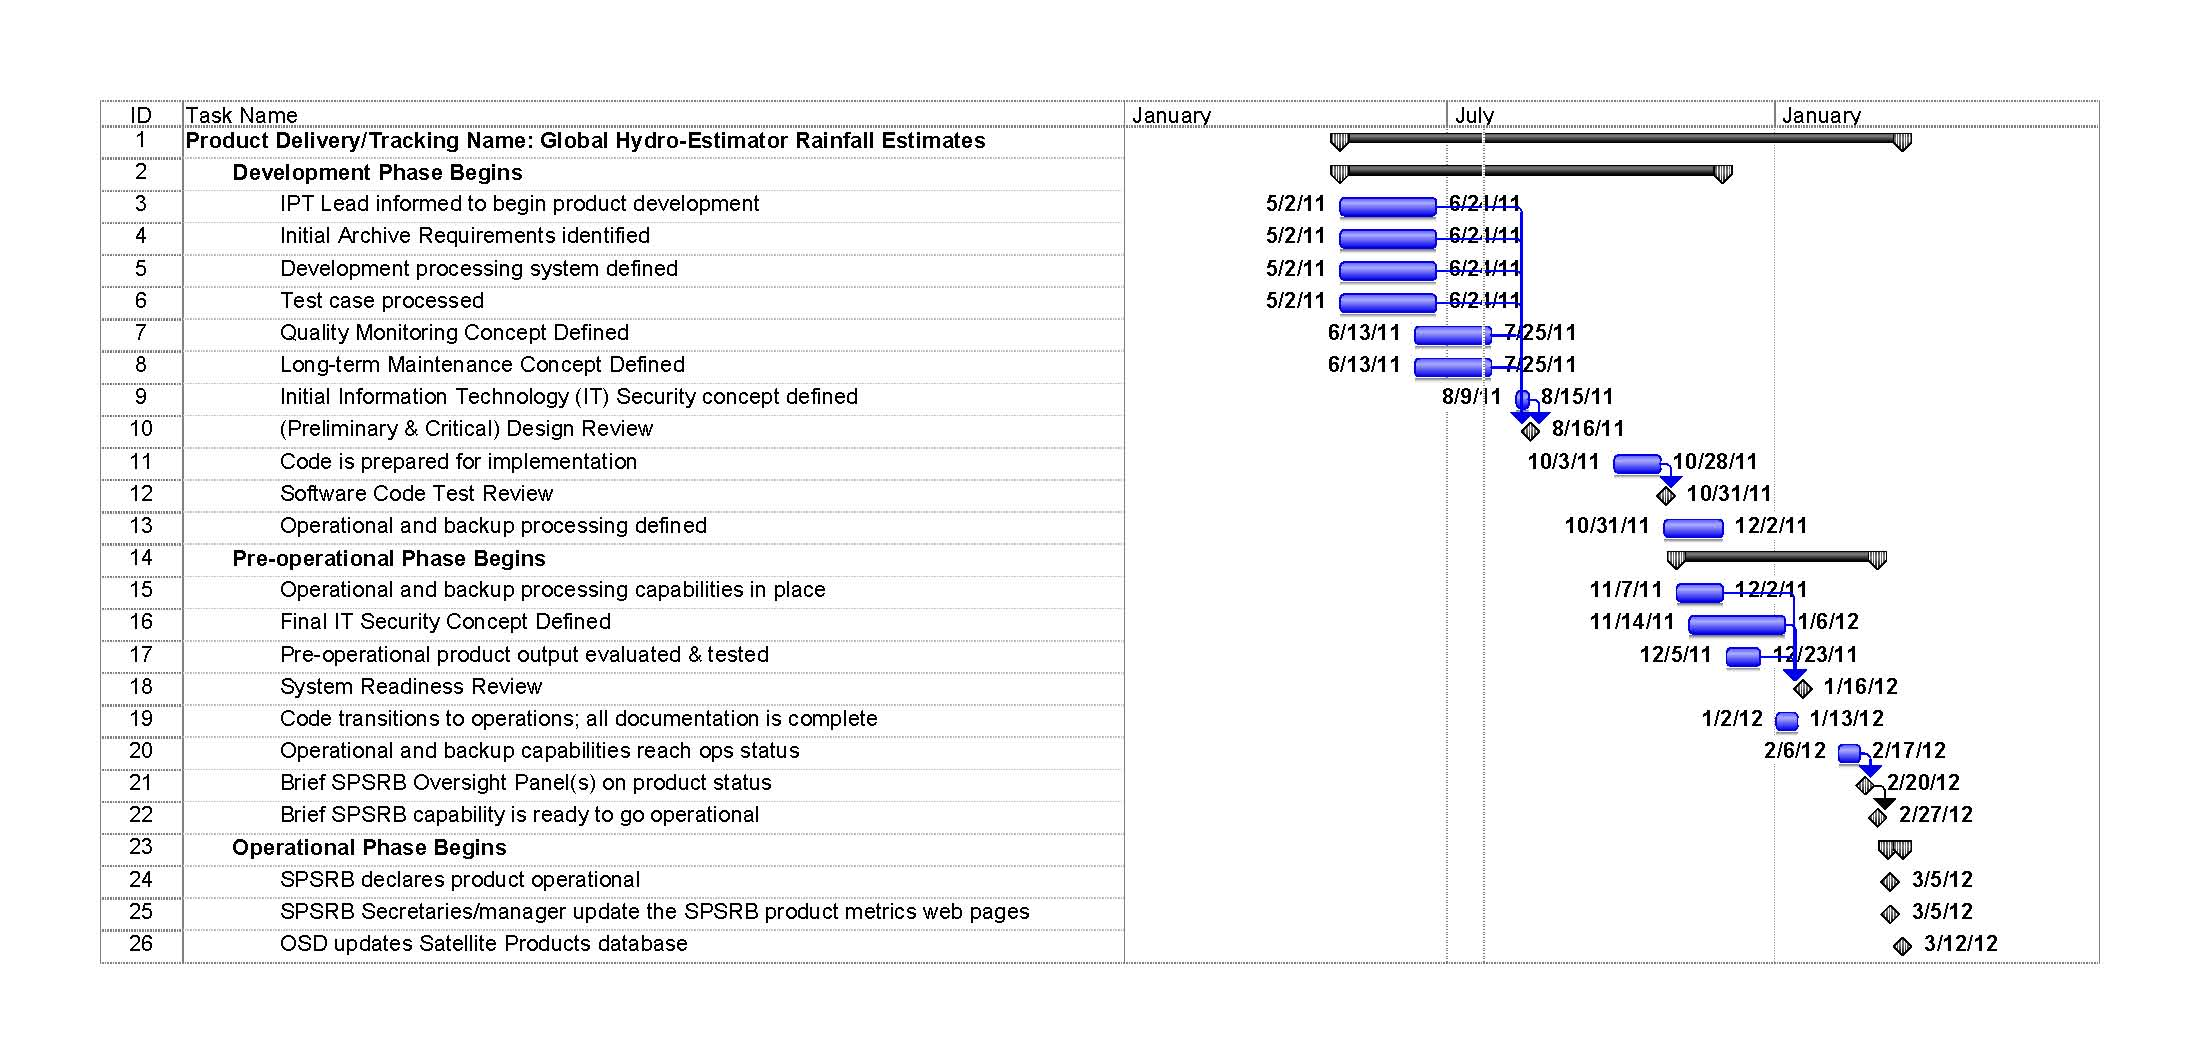 ID Task Name January July January
1 Product Delivery/Tracking Name: Global Hydro-Estimator Rainfall Estimates
2 Development Phase Begins
3 IPT Lead informed to begin product development 5/2/11 6/24/11
4 Initial Archive Requirements identified 5/2/11 6/24/11
5 Development processing system defined 5/2/11 6/24/11
6 Test case processed 5/2/11 6/24/11
7 Quality Monitoring Concept Defined 6/13/11 7/25/11
8 Long-term Maintenance Concept Defined 6/13/11 7/25/11
9 Initial Information Technology (IT) Security concept defined 8/9/11 8/15/11
10 (Preliminary & Critical) Design Review 8/16/11
11 Code is prepared for implementation 10/3/11 10/28/11
12 Software Code Test Review 10/31/11
13 Operational and backup processing defined 10/31/11 12/2/11
14 Pre-operational Phase Begins
15 Operational and backup processing capabilities in place 11/7/11 12/2/11
16 Final IT Security Concept Defined 11/14/11 1/6/12
17 Pre-operational product output evaluated & tested 12/5/11 12/23/11
18 System Readiness Review 1/16/12
19 Code transitions to operations; all documentation is complete 1/2/12 1/13/12
20 Operational and backup capabilities reach ops status 2/6/12 2/17/12
21 Brief SPSRB Oversight Panel(s) on product status 2/20/12
22 Brief SPSRB capability is ready to go operational 2/27/12
23 Operational Phase Begins
24 SPSRB declares product operational 3/5/12
25 SPSRB Secretaries/manager update the SPSRB product metrics web pages 3/5/12
26 OSD updates Satellite Products database 3/12/12